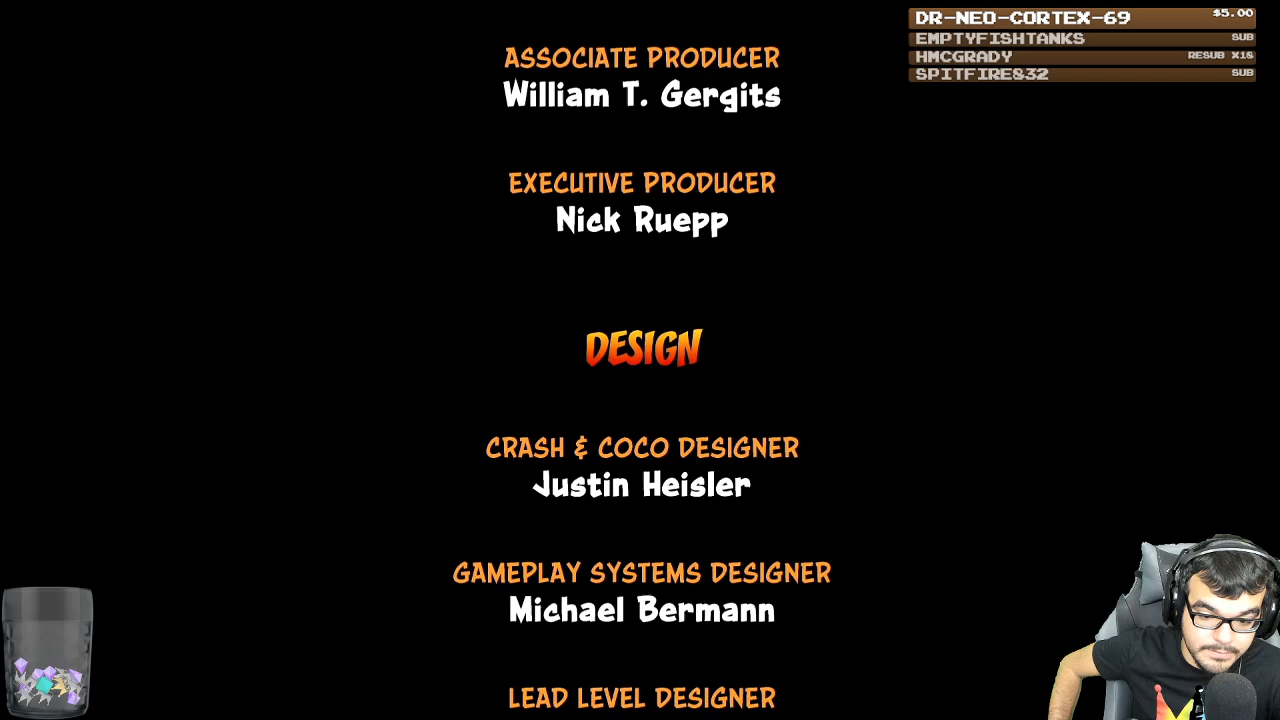 ASSOCIATE PRODUCER
William T. Gergits
EXECUTIVE PRODUCER
Nick Ruepp
DESIGN
CRASH & COCO DESIGNER
Justin Heisler
GAMEPLAY SYSTEMS DESIGNER
Michael Bermann
LEAD LEVEL DESIGNER
DR-NEO-CORTEX-69 $5.00
EMPTYFISHTANKS SUB
HMCGRADY RESUB X18
SPITFIRE832 SUB